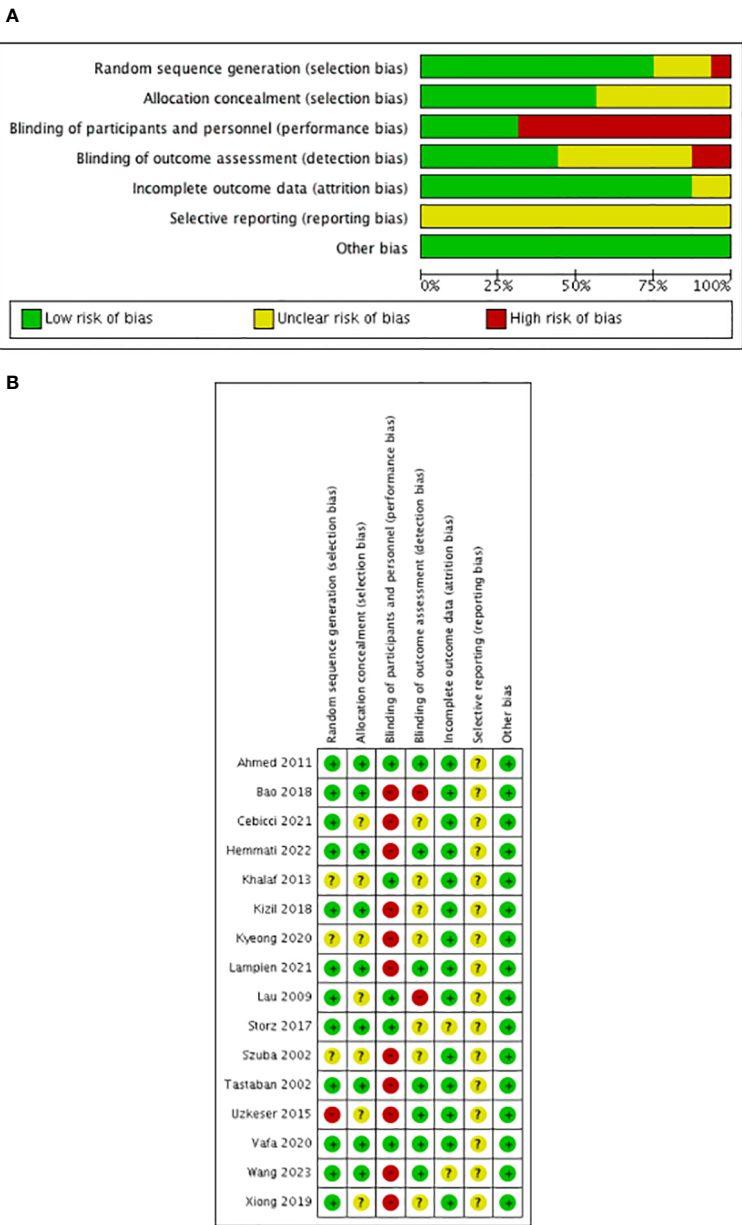 A
Random sequence generation (selection bias)
Allocation concealment (selection bias)
Blinding of participants and personnel (performance bias)
Blinding of outcome assessment (detection bias)
Incomplete outcome data (attrition bias)
Selective reporting (reporting bias)
Other bias
0% 25% 50% 75% 100%
Low risk of bias Unclear risk of bias High risk of bias
B
Random sequence generation (selection bias)
Allocation concealment (selection bias)
Blinding of participants and personnel (performance bias)
Blinding of outcome assessment (detection bias)
Incomplete outcome data (attrition bias)
Selective reporting (reporting bias)
Other bias
Ahmed 2011 + + + + + ? +
Bao 2018 + + - - + ? +
Cebicci 2021 + ? - ? + ? +
Hemmati 2022 + + - + + ? +
Khalaf 2013 ? ? + ? + ? +
Kizil 2018 + + - ? + ? +
Kyeong 2020 ? ? - ? + ? +
Lampien 2021 + + - + + ? +
Lau 2009 + ? + - + ? +
Storz 2017 + + + ? ? ? +
Szuba 2002 ? ? - ? + ? +
Tastaban 2002 + + - + + ? +
Uzkeser 2015 - ? - + + ? +
Vafa 2020 + + + + + ? +
Wang 2023 + + - + ? ? +
Xiong 2019 + ? - ? + ? +